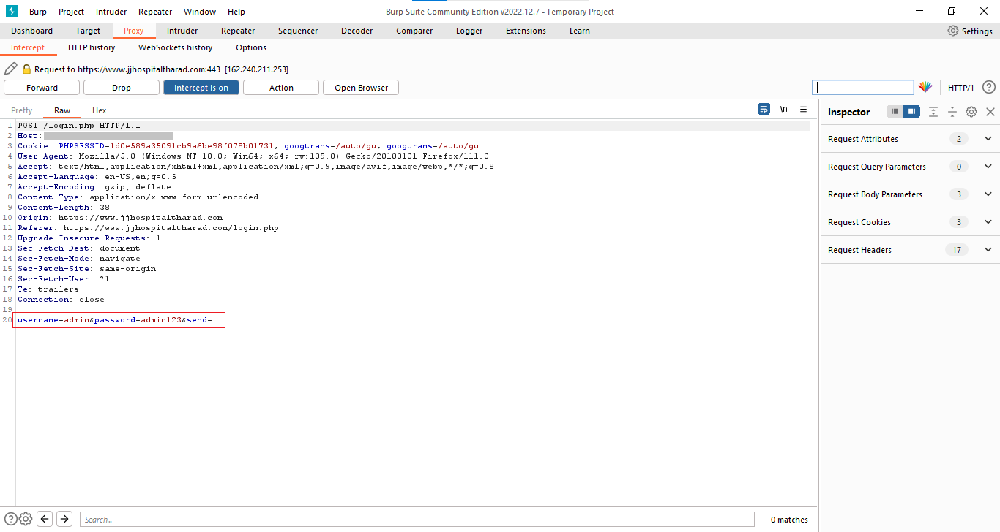 Burp Project Intruder Repeater Window Help Burp Suite Community Edition v2022.12.7 - Temporary Project
Dashboard Target Proxy Intruder Repeater Sequencer Decoder Comparer Logger Extensions Learn Settings
Intercept HTTP history WebSockets history Options
Request to https://www.jjhospitaltharad.com:443 [162.240.211.253]
Forward Drop Intercept is on Action Open Browser HTTP/1 ?
Pretty Raw Hex \n
Inspector
1 POST /login.php HTTP/1.1
2 Host:
3 Cookie: PHPSESSID=1d0e589a35091cb9a6be98f078b01731; googtrans=/auto/gu; googtrans=/auto/gu
4 User-Agent: Mozilla/5.0 (Windows NT 10.0; Win64; x64; rv:109.0) Gecko/20100101 Firefox/111.0
5 Accept: text/html,application/xhtml+xml,application/xml;q=0.9,image/avif,image/webp,*/*;q=0.8
6 Accept-Language: en-US,en;q=0.5
7 Accept-Encoding: gzip, deflate
8 Content-Type: application/x-www-form-urlencoded
9 Content-Length: 38
10 Origin: https://www.jjhospitaltharad.com
11 Referer: https://www.jjhospitaltharad.com/login.php
12 Upgrade-Insecure-Requests: 1
13 Sec-Fetch-Dest: document
14 Sec-Fetch-Mode: navigate
15 Sec-Fetch-Site: same-origin
16 Sec-Fetch-User: ?1
17 Te: trailers
18 Connection: close
19
20 username=admin&password=admin123&send=
Request Attributes 2
Request Query Parameters 0
Request Body Parameters 3
Request Cookies 3
Request Headers 17
? Search... 0 matches